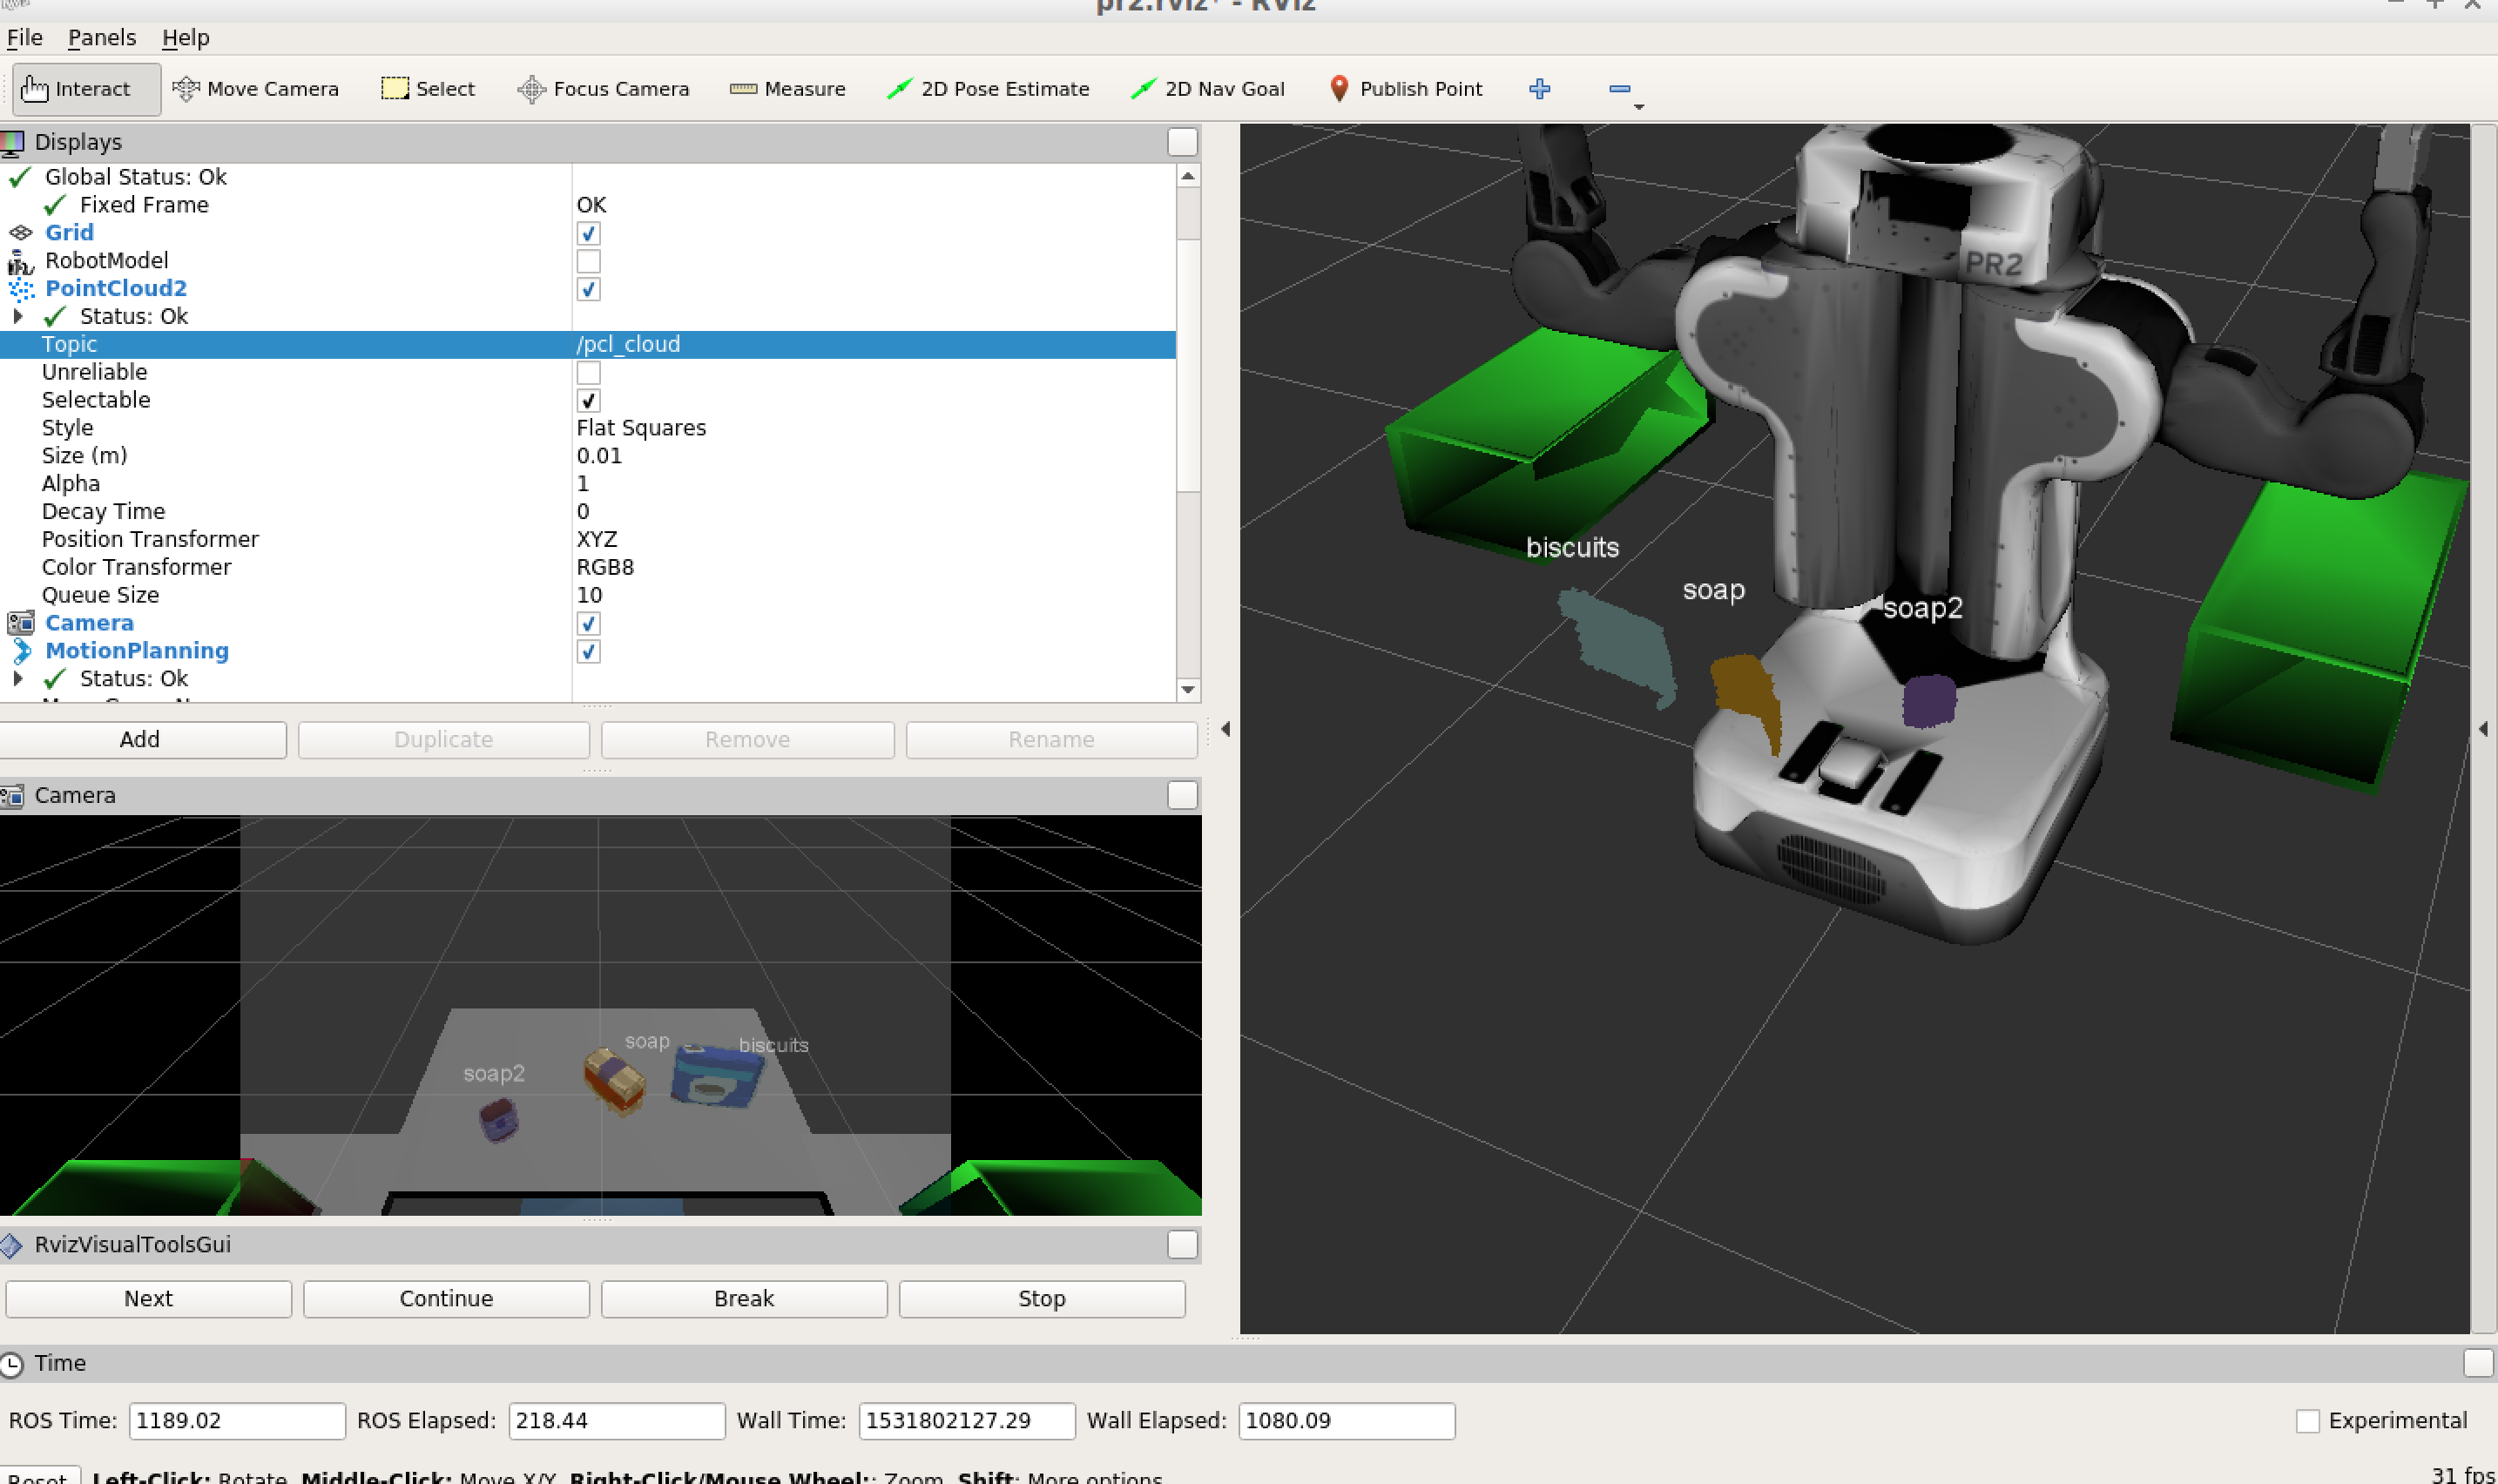 pr2.rviz* - RViz
File Panels Help
Interact Move Camera Select Focus Camera Measure 2D Pose Estimate 2D Nav Goal Publish Point
Displays
Global Status: Ok
Fixed Frame OK
Grid
RobotModel
PointCloud2
Status: Ok
Topic /pcl_cloud
Unreliable
Selectable
Style Flat Squares
Size (m) 0.01
Alpha 1
Decay Time 0
Position Transformer XYZ
Color Transformer RGB8
Queue Size 10
Camera
MotionPlanning
Status: Ok
Add Duplicate Remove Rename
Camera
soap biscuits
soap2
RvizVisualToolsGui
Next Continue Break Stop
PR2
biscuits
soap
soap2
Time
ROS Time: 1189.02 ROS Elapsed: 218.44 Wall Time: 1531802127.29 Wall Elapsed: 1080.09 Experimental
Reset Left-Click: Rotate. Middle-Click: Move X/Y. Right-Click/Mouse Wheel:: Zoom. Shift: More options. 31 fps